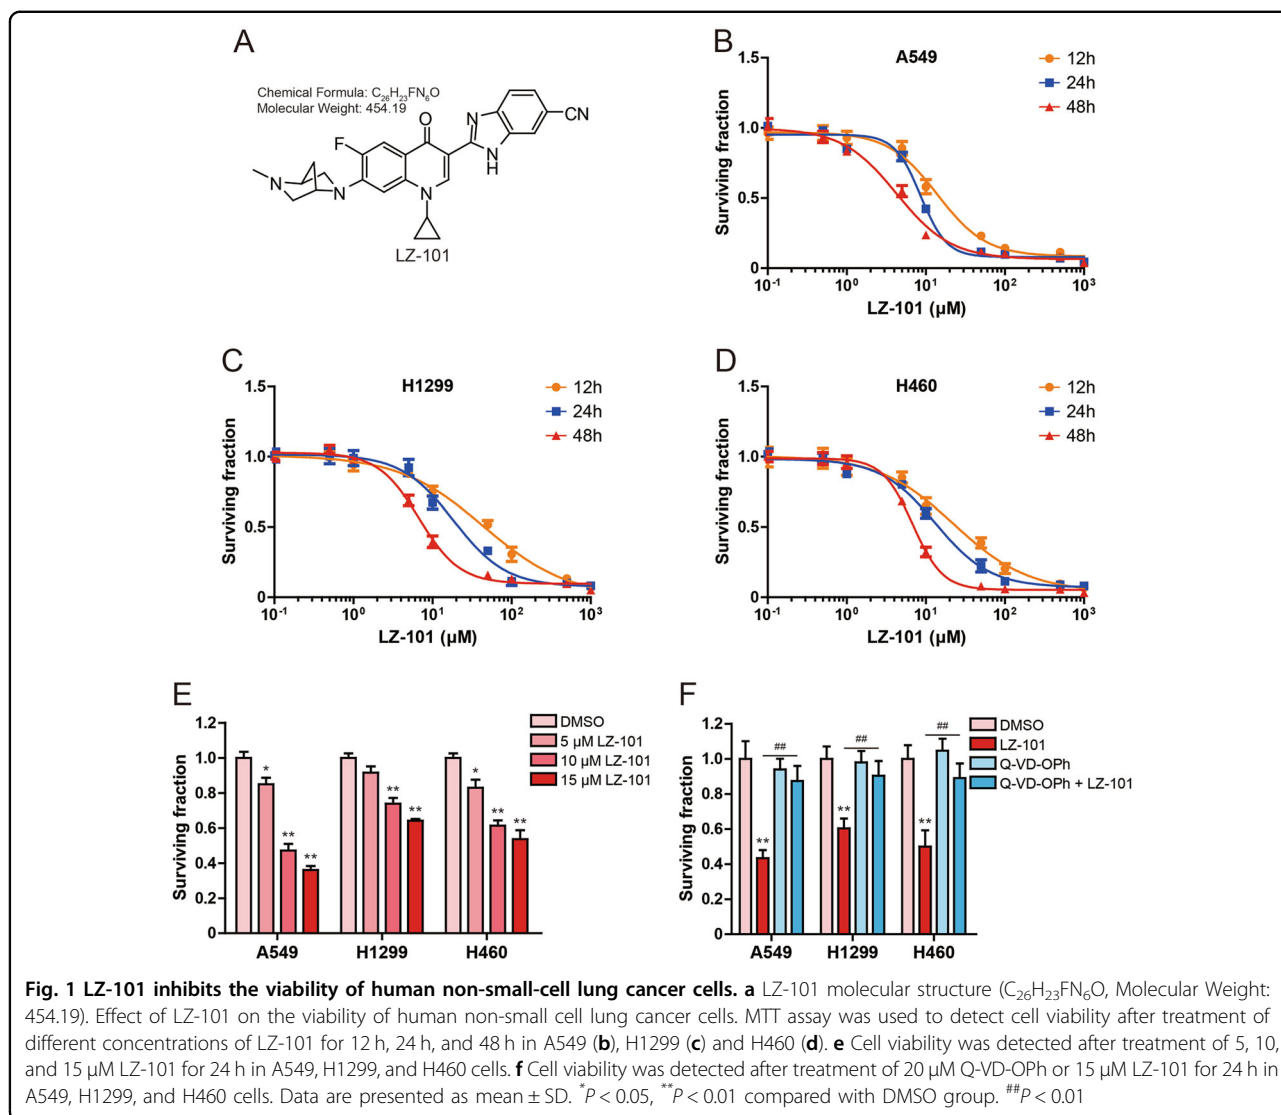 A
Chemical Formula: C26H23FN6O
Molecular Weight: 454.19
O
N
CN
F
N
H
N
N
N
LZ-101
B
A549
12h
24h
48h
Surviving fraction
1.5
1.0
0.5
0
10-1 100 101 102 103
LZ-101 (μM)
C
H1299
12h
24h
48h
Surviving fraction
1.5
1.0
0.5
0
10-1 100 101 102 103
LZ-101 (μM)
D
H460
12h
24h
48h
Surviving fraction
1.5
1.0
0.5
0
10-1 100 101 102 103
LZ-101 (μM)
E
DMSO
5 μM LZ-101
10 μM LZ-101
15 μM LZ-101
Surviving fraction
1.2
1.0
0.8
0.6
0.4
0.2
0
* ** **
** **
* ** **
A549 H1299 H460
F
DMSO
LZ-101
Q-VD-OPh
Q-VD-OPh + LZ-101
Surviving fraction
1.2
1.0
0.8
0.6
0.4
0.2
0
## ## ##
** ** **
A549 H1299 H460
Fig. 1 LZ-101 inhibits the viability of human non-small-cell lung cancer cells. a LZ-101 molecular structure (C26H23FN6O, Molecular Weight:
454.19). Effect of LZ-101 on the viability of human non-small cell lung cancer cells. MTT assay was used to detect cell viability after treatment of
different concentrations of LZ-101 for 12 h, 24 h, and 48 h in A549 (b), H1299 (c) and H460 (d). e Cell viability was detected after treatment of 5, 10,
and 15 μM LZ-101 for 24 h in A549, H1299, and H460 cells. f Cell viability was detected after treatment of 20 μM Q-VD-OPh or 15 μM LZ-101 for 24 h in
A549, H1299, and H460 cells. Data are presented as mean ± SD. *P < 0.05, **P < 0.01 compared with DMSO group. ##P < 0.01